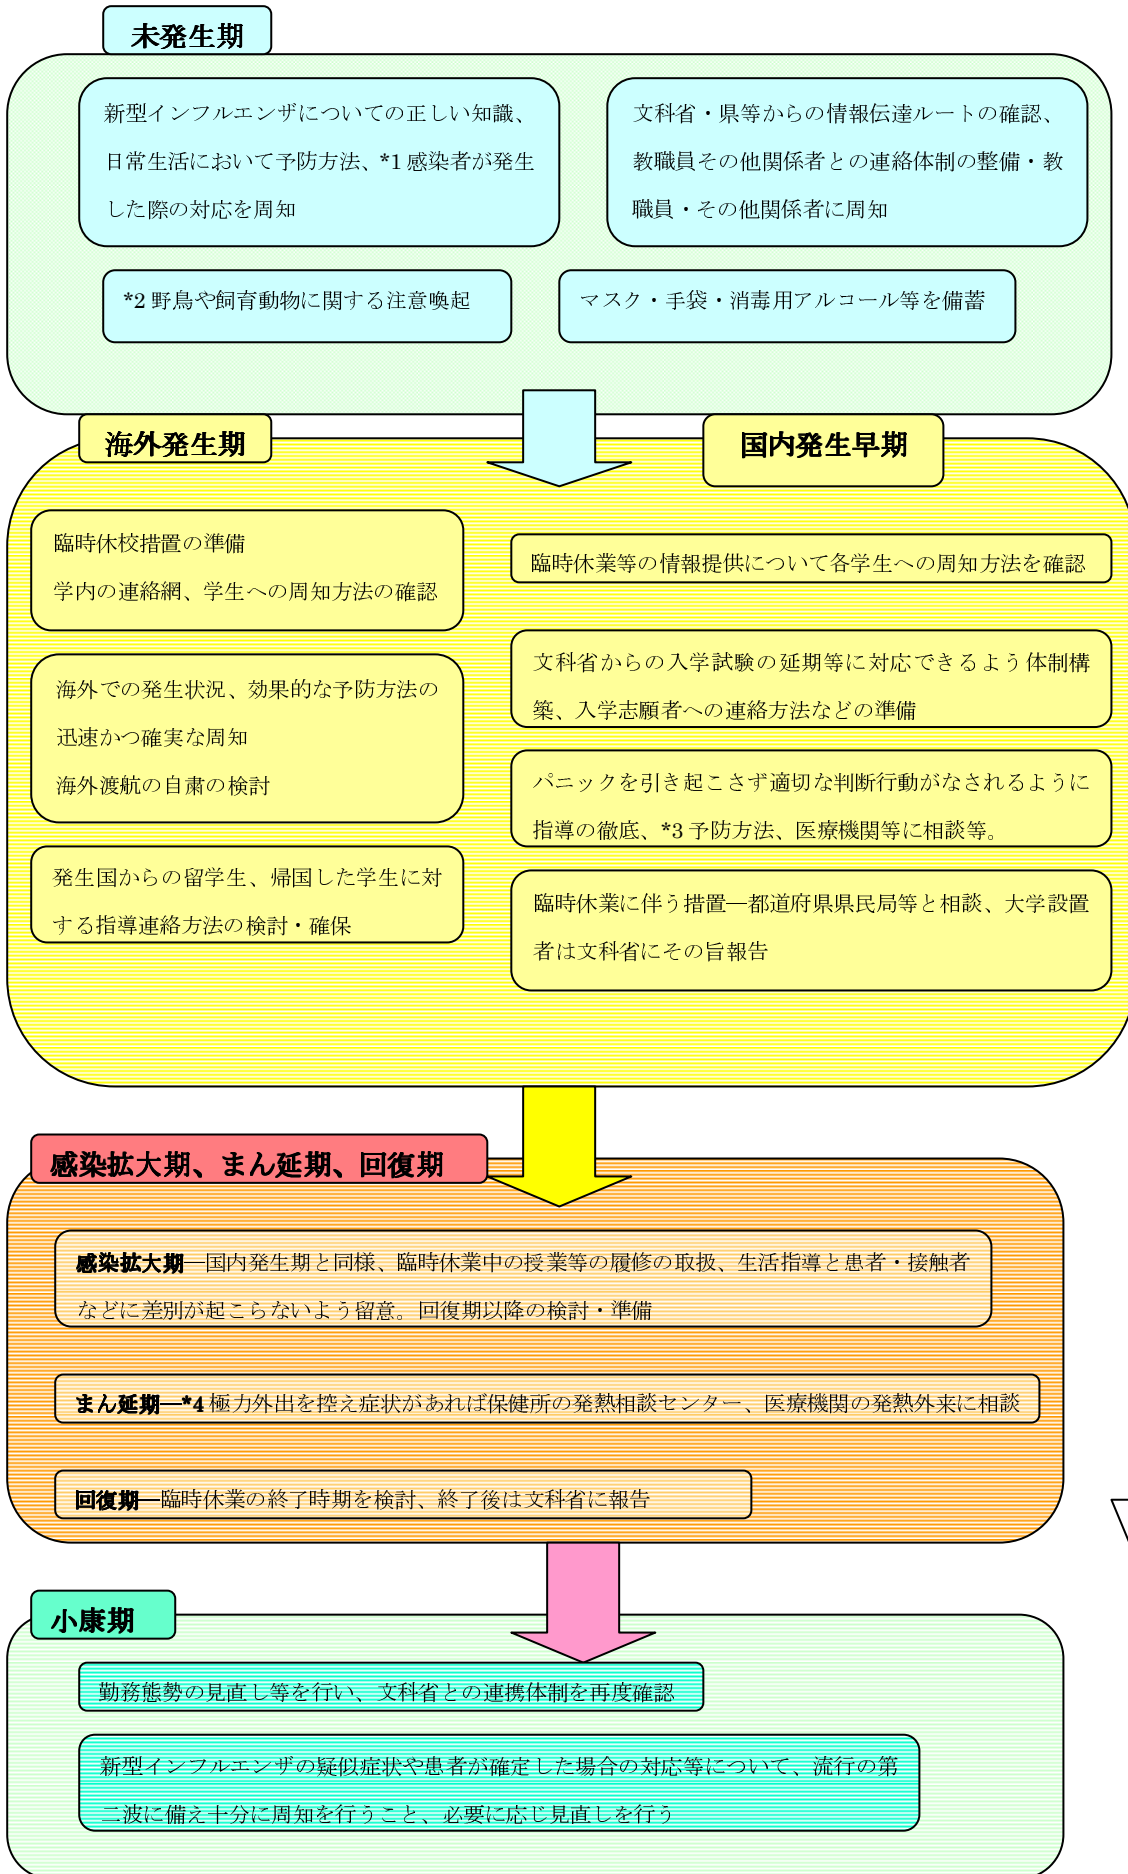 未発生期
新型インフルエンザについての正しい知識、
日常生活において予防方法、*1 感染者が発生
した際の対応を周知
文科省・県等からの情報伝達ルートの確認、
教職員その他関係者との連絡体制の整備・教
職員・その他関係者に周知
*2 野鳥や飼育動物に関する注意喚起
マスク・手袋・消毒用アルコール等を備蓄
海外発生期
国内発生早期
臨時休校措置の準備
学内の連絡網、学生への周知方法の確認
海外での発生状況、効果的な予防方法の
迅速かつ確実な周知
海外渡航の自粛の検討
発生国からの留学生、帰国した学生に対
する指導連絡方法の検討・確保
臨時休業等の情報提供について各学生への周知方法を確認
文科省からの入学試験の延期等に対応できるよう体制構
築、入学志願者への連絡方法などの準備
パニックを引き起こさず適切な判断行動がなされるように
指導の徹底、*3 予防方法、医療機関等に相談等。
臨時休業に伴う措置―都道府県県民局等と相談、大学設置
者は文科省にその旨報告
感染拡大期、まん延期、回復期
感染拡大期―国内発生期と同様、臨時休業中の授業等の履修の取扱、生活指導と患者・接触者
などに差別が起こらないよう留意。回復期以降の検討・準備
まん延期―*4 極力外出を控え症状があれば保健所の発熱相談センター、医療機関の発熱外来に相談
回復期―臨時休業の終了時期を検討、終了後は文科省に報告
小康期
勤務態勢の見直し等を行い、文科省との連携体制を再度確認
新型インフルエンザの疑似症状や患者が確定した場合の対応等について、流行の第
二波に備え十分に周知を行うこと、必要に応じ見直しを行う